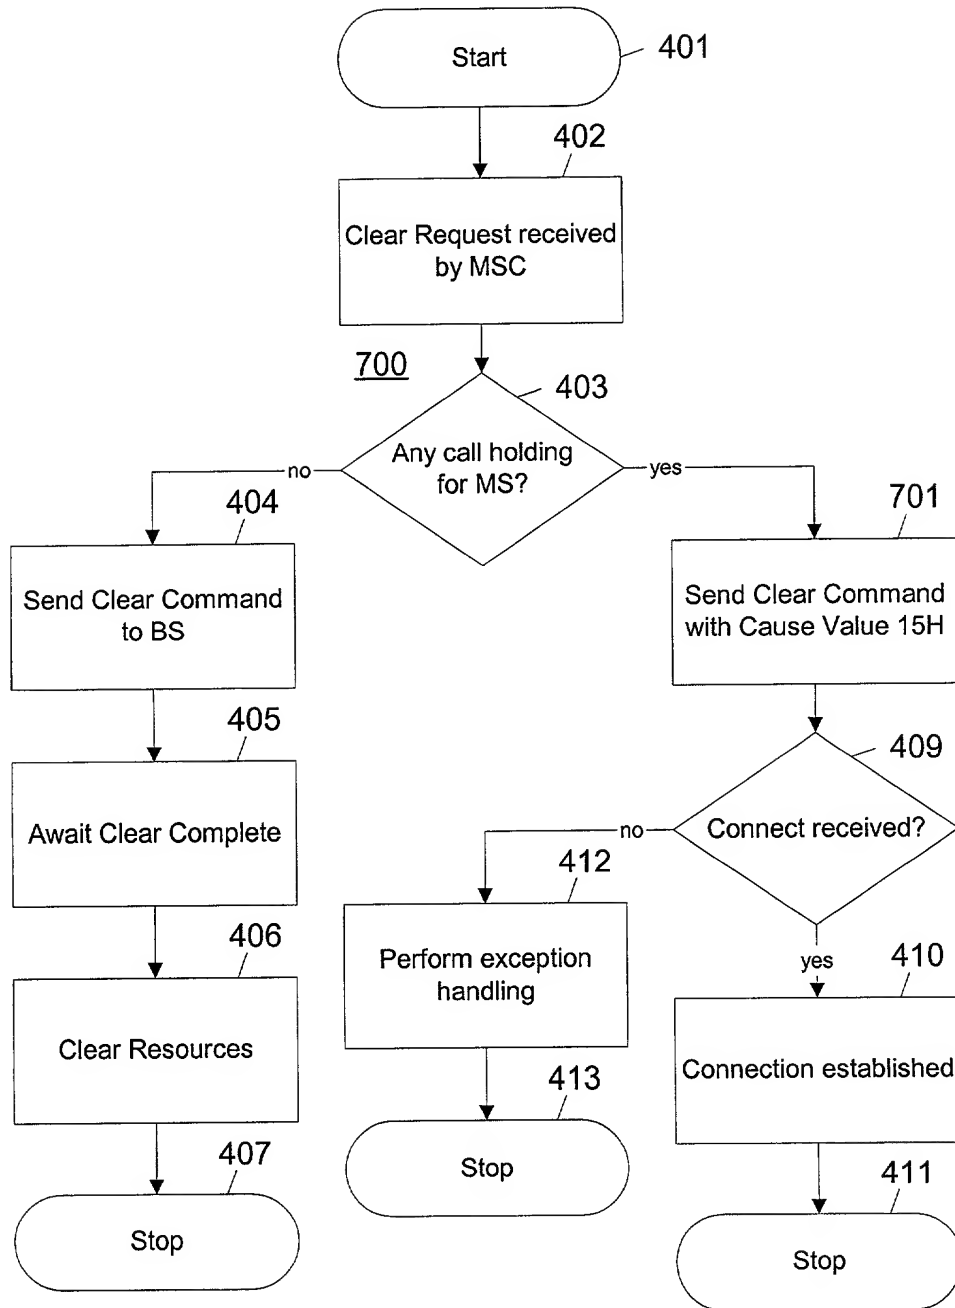 Start
401
402
Clear Request received
by MSC
700
403
Any call holding
for MS?
no
yes
404
701
Send Clear Command
to BS
Send Clear Command
with Cause Value 15H
405
409
Await Clear Complete
Connect received?
no
412
yes
406
410
Perform exception
handling
Clear Resources
Connection established
413
407
411
Stop
Stop
Stop